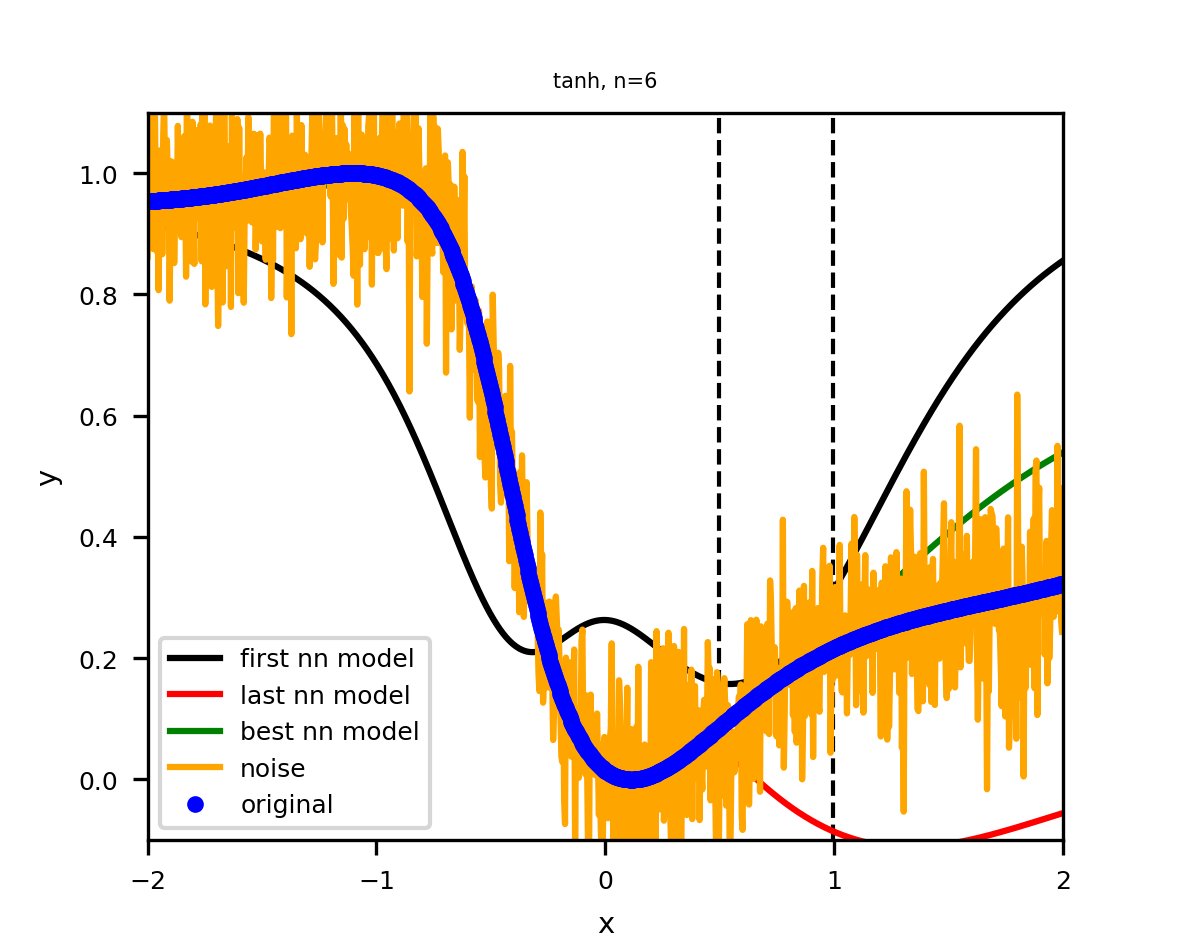 tanh, n=6
y
1.0
0.8
0.6
0.4
0.2
0.0
first nn model
last nn model
best nn model
noise
original
−2
−1
0
1
2
x